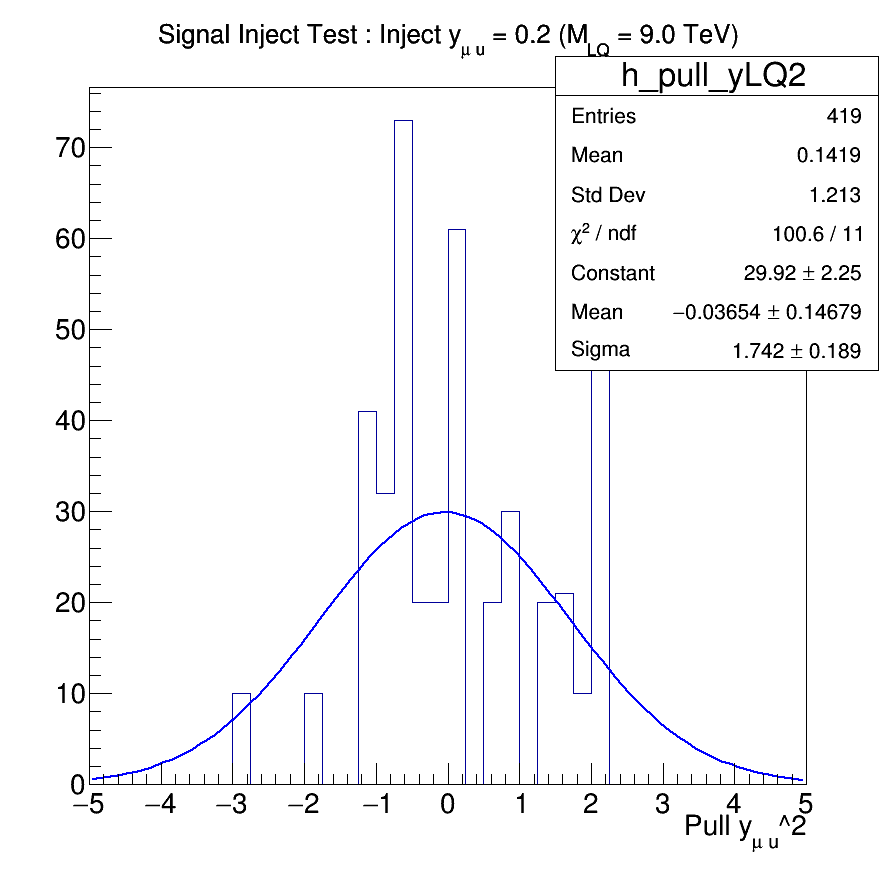 Signal Inject Test : Inject y_μ u = 0.2 (M_LQ = 9.0 TeV)
h_pull_yLQ2
Entries 419
Mean 0.1419
Std Dev 1.213
χ² / ndf 100.6 / 11
Constant 29.92 ± 2.25
Mean −0.03654 ± 0.14679
Sigma 1.742 ± 0.189
70
60
50
40
30
20
10
0
−5 −4 −3 −2 −1 0 1 2 3 4 5
Pull y_μ u^2